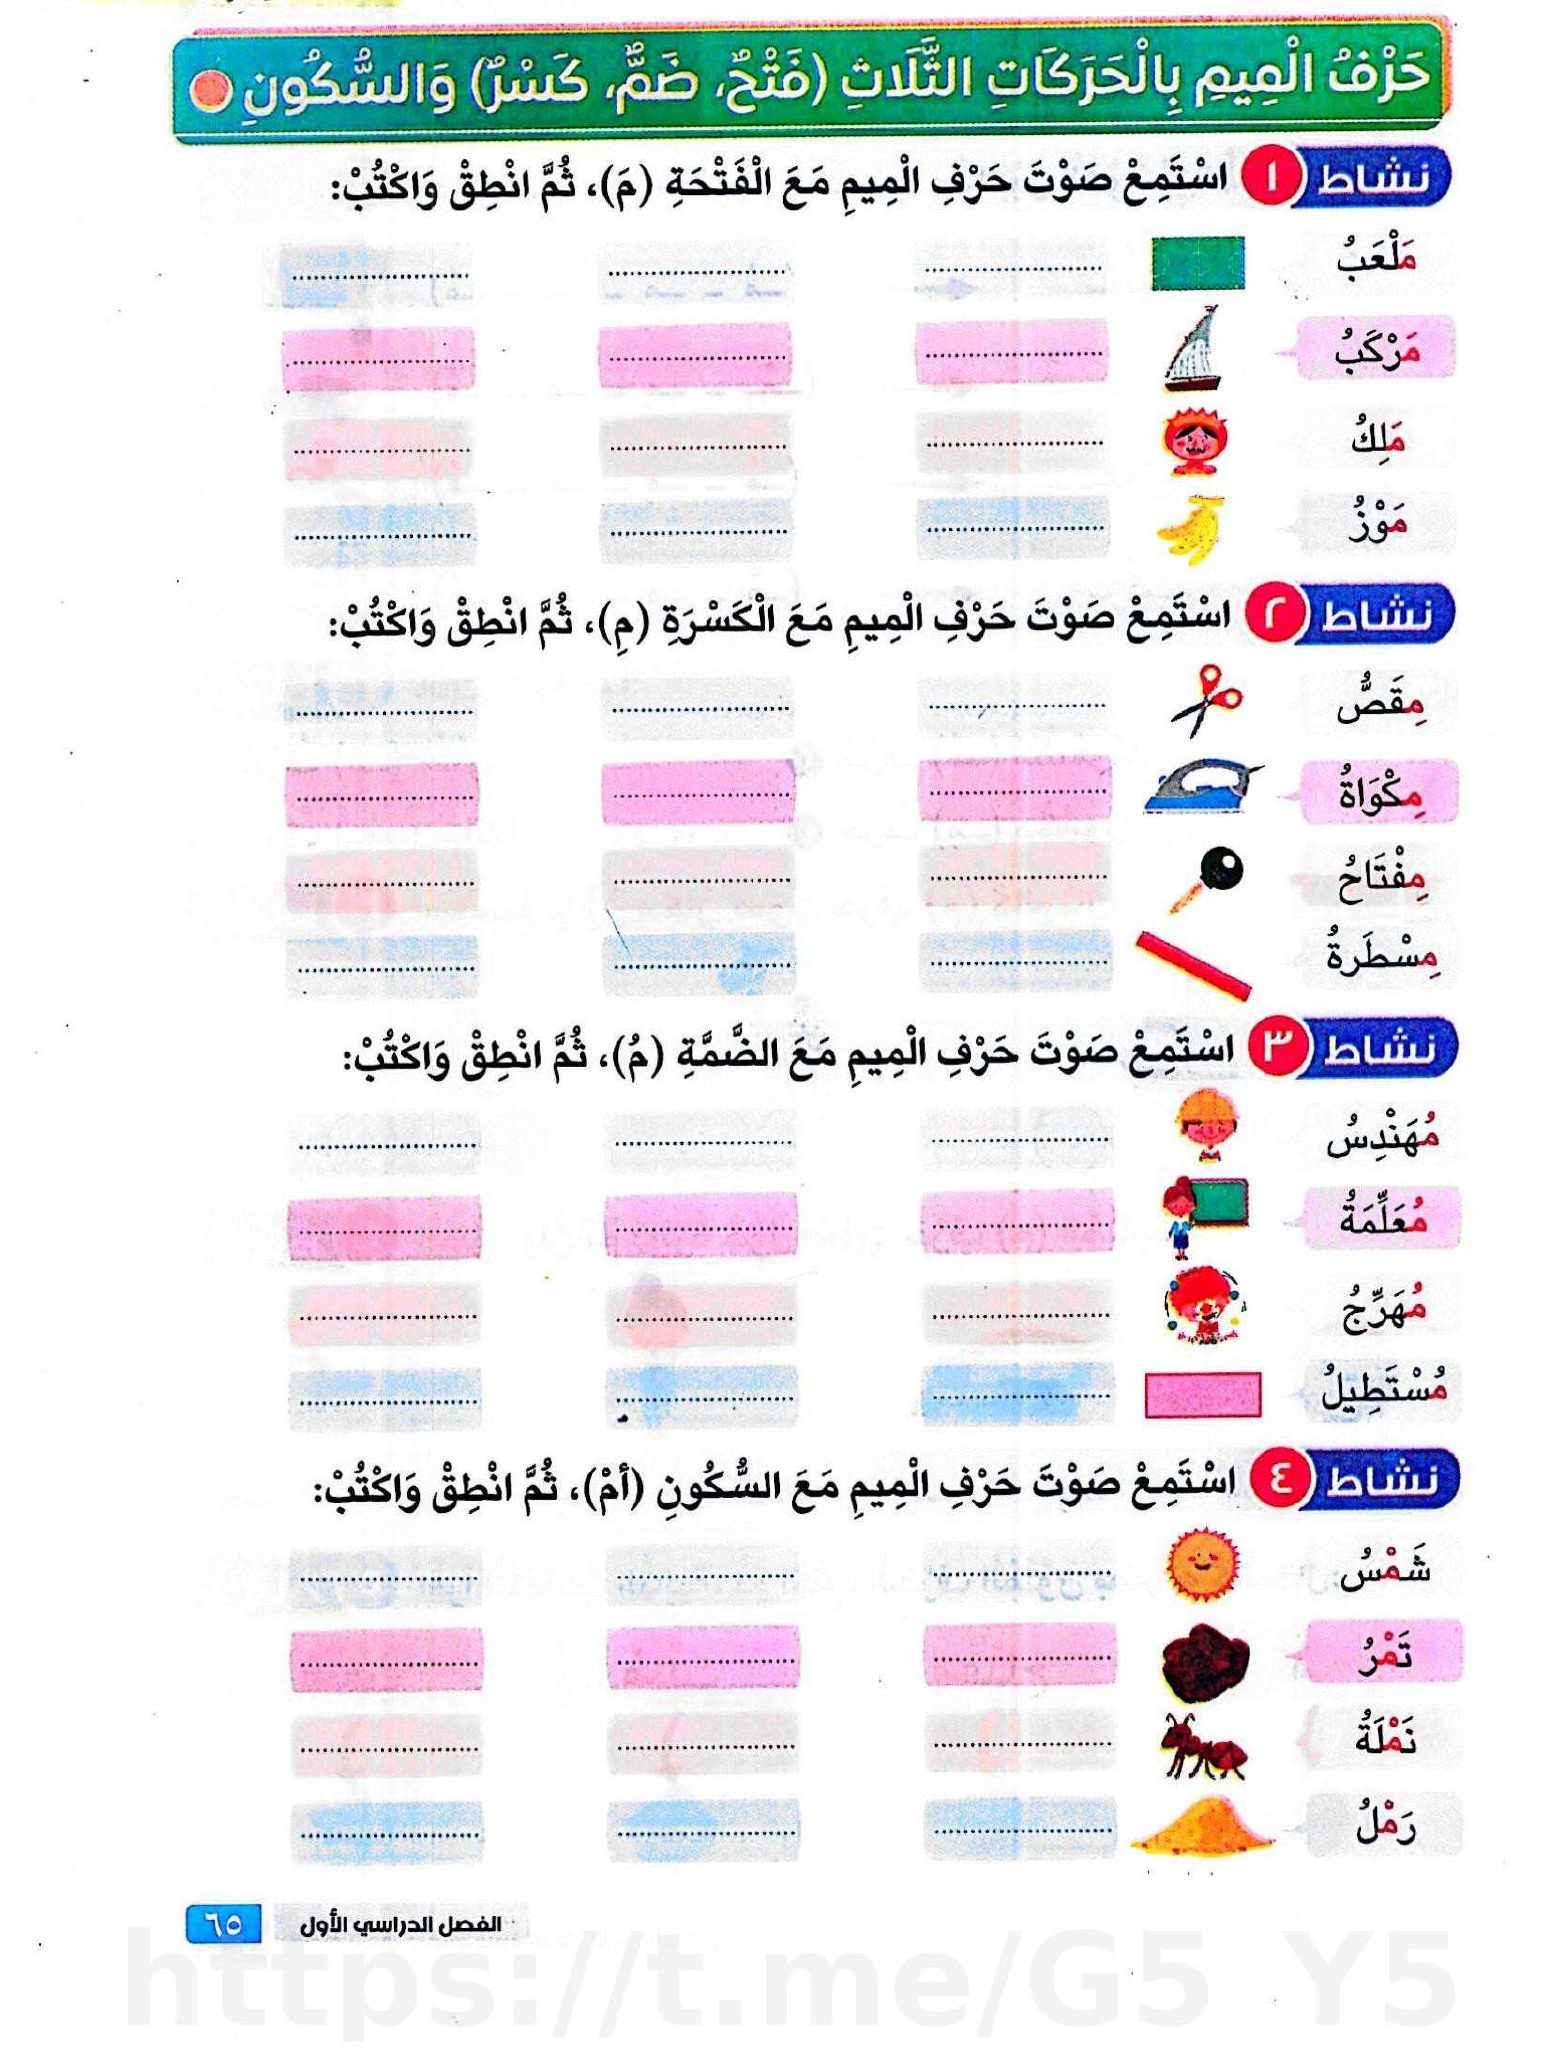 حَرْفُ الْمِيمِ بِالْحَرَكَاتِ الثَّلَاثِ (فَتْحٌ، ضَمٌّ، كَسْرٌ) وَالسُّكُونِ
نشاط ١ اسْتَمِعْ صَوْتَ حَرْفِ الْمِيمِ مَعَ الْفَتْحَةِ (مَ)، ثُمَّ انْطِقْ وَاكْتُبْ:
مَلْعَبُ
مَرْكَبُ
مَلِكُ
مَوْزُ
نشاط ٢ اسْتَمِعْ صَوْتَ حَرْفِ الْمِيمِ مَعَ الْكَسْرَةِ (مِ)، ثُمَّ انْطِقْ وَاكْتُبْ:
مِقَصُّ
مِكْوَاةُ
مِفْتَاحُ
مِسْطَرَةُ
نشاط ٣ اسْتَمِعْ صَوْتَ حَرْفِ الْمِيمِ مَعَ الضَّمَّةِ (مُ)، ثُمَّ انْطِقْ وَاكْتُبْ:
مُهَنْدِسُ
مُعَلِّمَةُ
مُهَرِّجُ
مُسْتَطِيلُ
نشاط ٤ اسْتَمِعْ صَوْتَ حَرْفِ الْمِيمِ مَعَ السُّكُونِ (أمْ)، ثُمَّ انْطِقْ وَاكْتُبْ:
شَمْسُ
تَمْرُ
نَمْلَةُ
رَمْلُ
الفصل الدراسي الأول ٦٥
https://t.me/G5_Y5